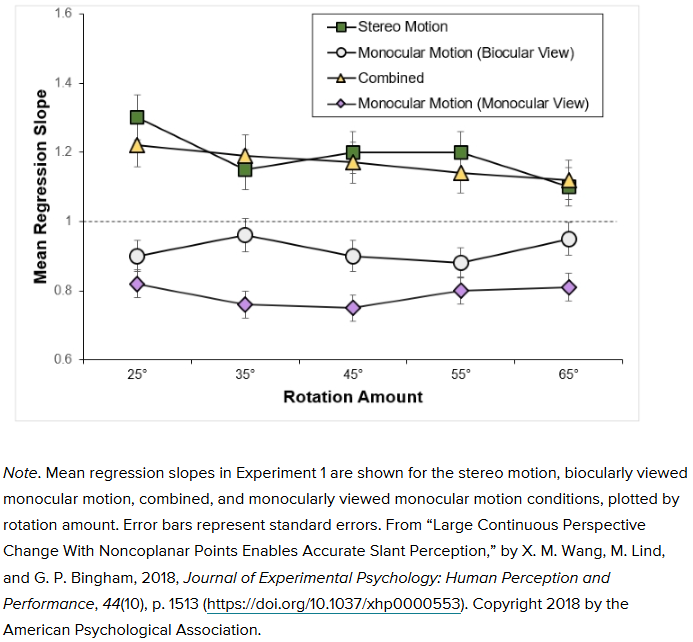 1.6
Stereo Motion
Monocular Motion (Biocular View)
Combined
Monocular Motion (Monocular View)
1.4
1.2
1
0.8
0.6
Mean Regression Slope
25° 35° 45° 55° 65°
Rotation Amount
Note. Mean regression slopes in Experiment 1 are shown for the stereo motion, biocularly viewed
monocular motion, combined, and monocularly viewed monocular motion conditions, plotted by
rotation amount. Error bars represent standard errors. From “Large Continuous Perspective
Change With Noncoplanar Points Enables Accurate Slant Perception,” by X. M. Wang, M. Lind,
and G. P. Bingham, 2018, Journal of Experimental Psychology: Human Perception and
Performance, 44(10), p. 1513 (https://doi.org/10.1037/xhp0000553). Copyright 2018 by the
American Psychological Association.